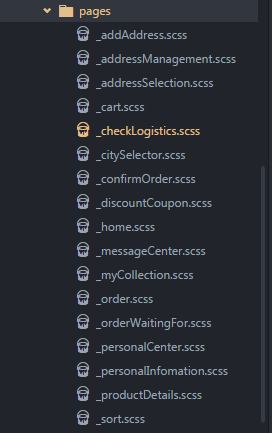 pages
_addAddress.scss
_addressManagement.scss
_addressSelection.scss
_cart.scss
_checkLogistics.scss
_citySelector.scss
_confirmOrder.scss
_discountCoupon.scss
_home.scss
_messageCenter.scss
_myCollection.scss
_order.scss
_orderWaitingFor.scss
_personalCenter.scss
_personalInfomation.scss
_productDetails.scss
_sort.scss